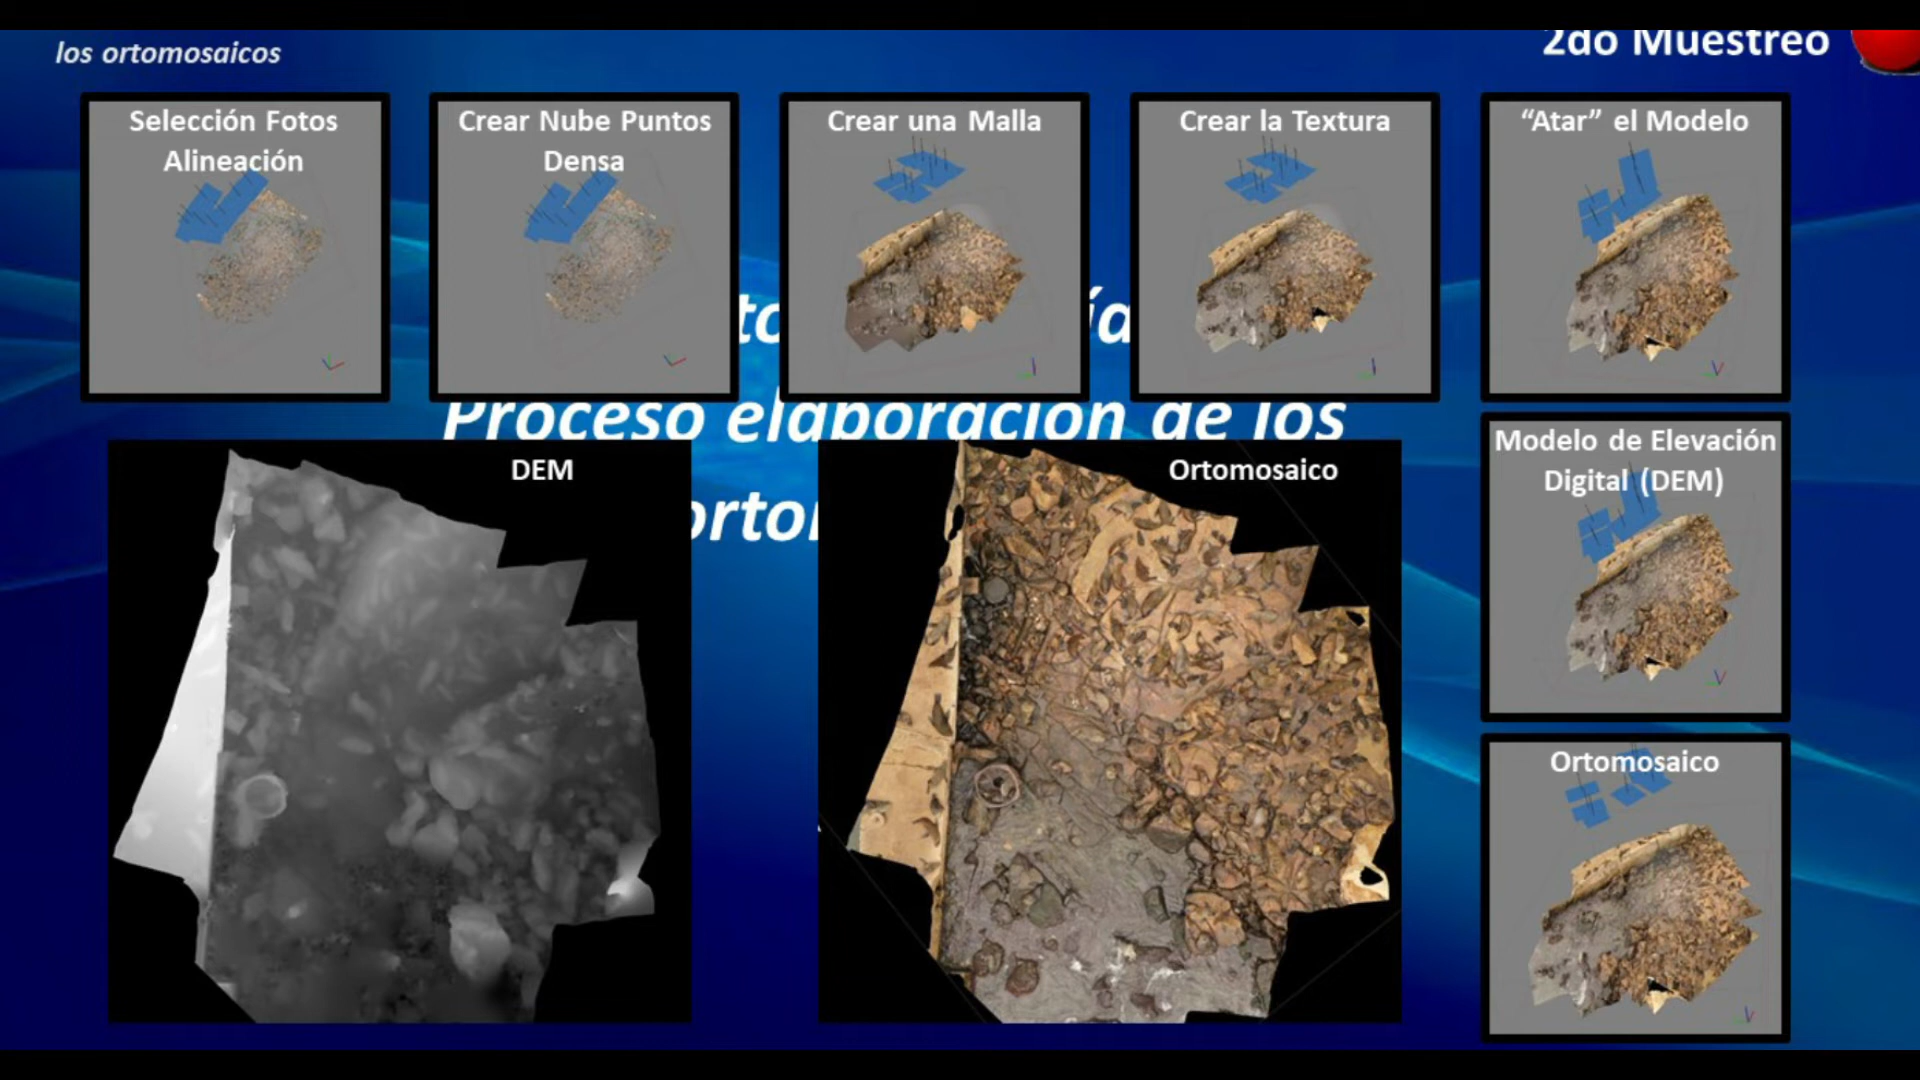 los ortomosaicos
2do Muestreo
Selección Fotos
Alineación
Crear Nube Puntos
Densa
Crear una Malla
Crear la Textura
“Atar” el Modelo
Proceso elaboración de los
DEM
Ortomosaico
Modelo de Elevación
Digital (DEM)
Ortomosaico